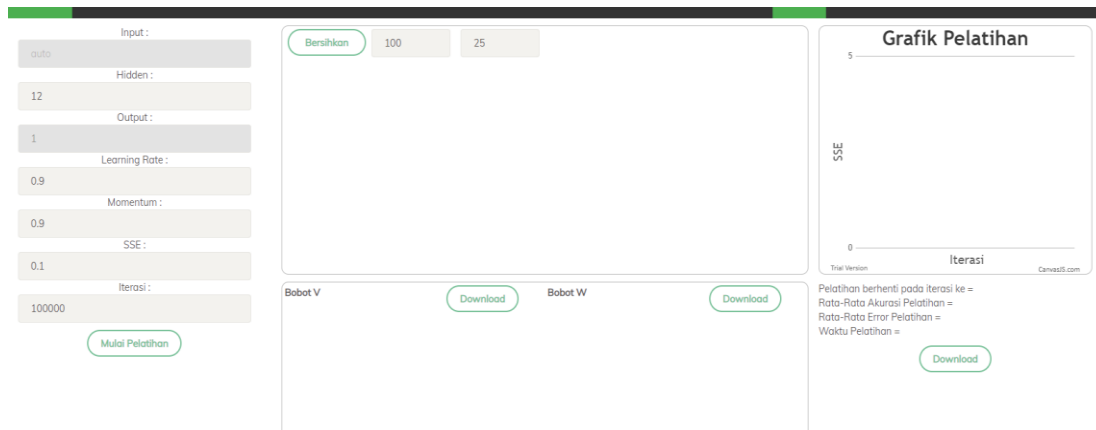 Input :
auto
Hidden :
12
Output :
1
Learning Rate :
0.9
Momentum :
0.9
SSE :
0.1
Iterasi :
100000
Mulai Pelatihan
Bersihkan 100 25
Bobot V Download Bobot W Download
Grafik Pelatihan
5
SSE
0
Iterasi
Trial Version CanvasJS.com
Pelatihan berhenti pada iterasi ke =
Rata-Rata Akurasi Pelatihan =
Rata-Rata Error Pelatihan =
Waktu Pelatihan =
Download